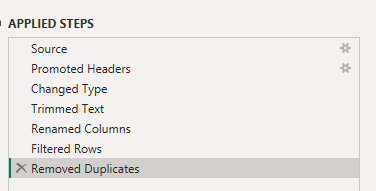 APPLIED STEPS
Source
Promoted Headers
Changed Type
Trimmed Text
Renamed Columns
Filtered Rows
Removed Duplicates